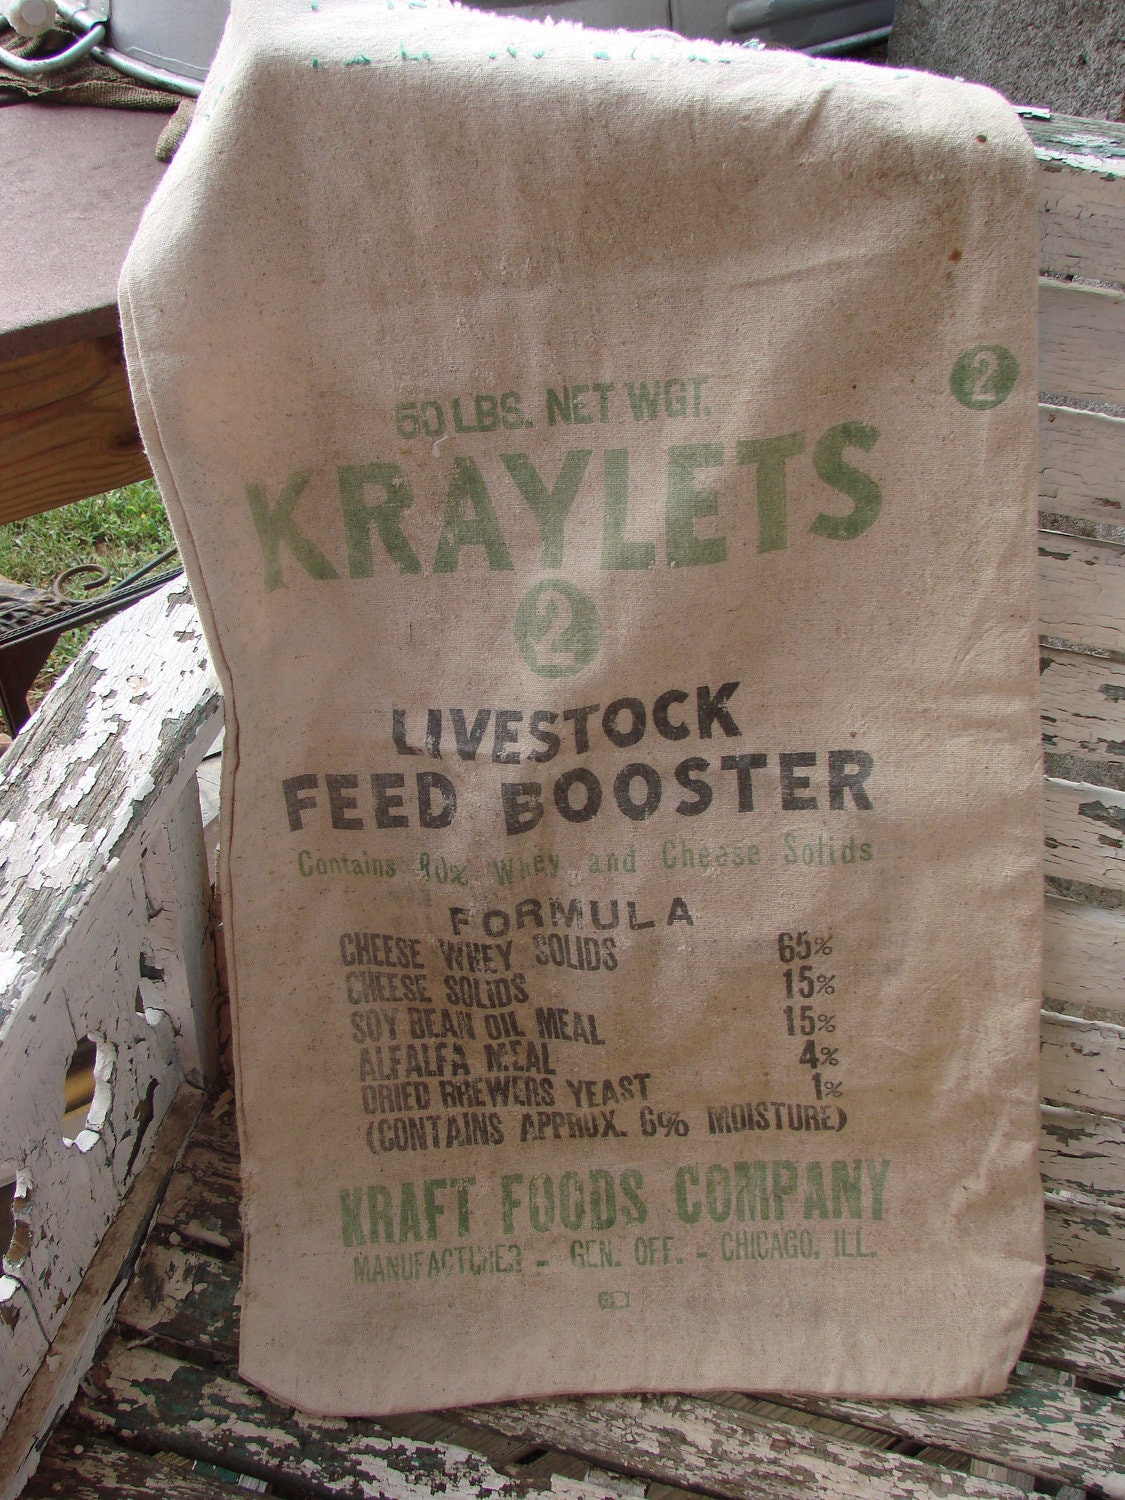 50 LBS. NET WGT.
2
KRAYLETS
2
LIVESTOCK
FEED BOOSTER
Contains 80% Whey and Cheese Solids
FORMULA
CHEESE WHEY SOLIDS 65%
CHEESE SOLIDS 15%
SOY BEAN OIL MEAL 15%
ALFALFA MEAL 4%
DRIED BREWERS YEAST 1%
(CONTAINS APPROX. 6% MOISTURE)
KRAFT FOODS COMPANY
MANUFACTURER - GEN. OFF. - CHICAGO, ILL.